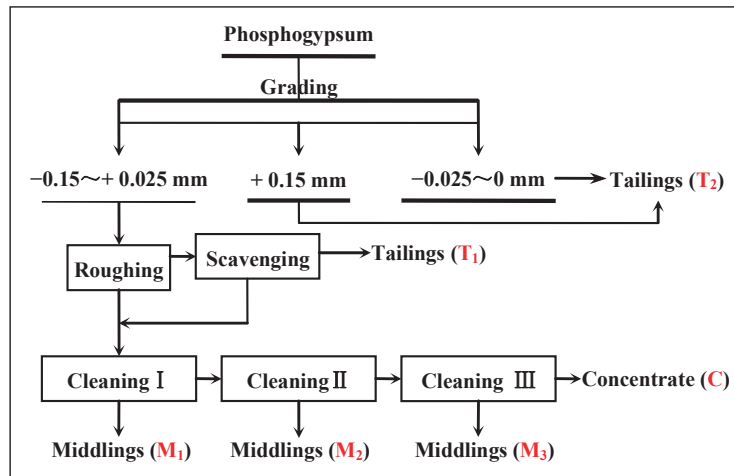 Phosphogypsum
Grading
−0.15～+ 0.025 mm
+ 0.15 mm
−0.025～0 mm
Tailings (T₂)
Roughing
Scavenging
Tailings (T₁)
Cleaning Ⅰ
Cleaning Ⅱ
Cleaning Ⅲ
Concentrate (C)
Middlings (M₁)
Middlings (M₂)
Middlings (M₃)